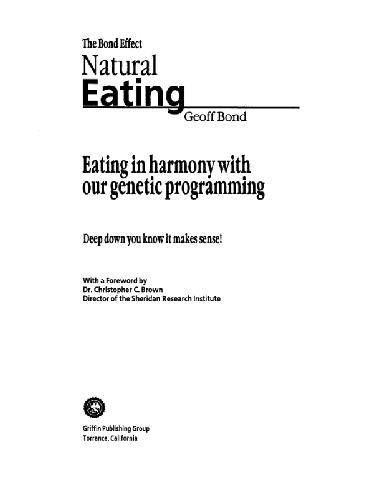 The Bond Effect
Natural
Eating
Geoff Bond
Eating in harmony with
our genetic programming
Deep down you know it makes sense!
With a Foreword by
Dr. Christopher C. Brown
Director of the Sheridan Research Institute
Griffin Publishing Group
Torrance, California